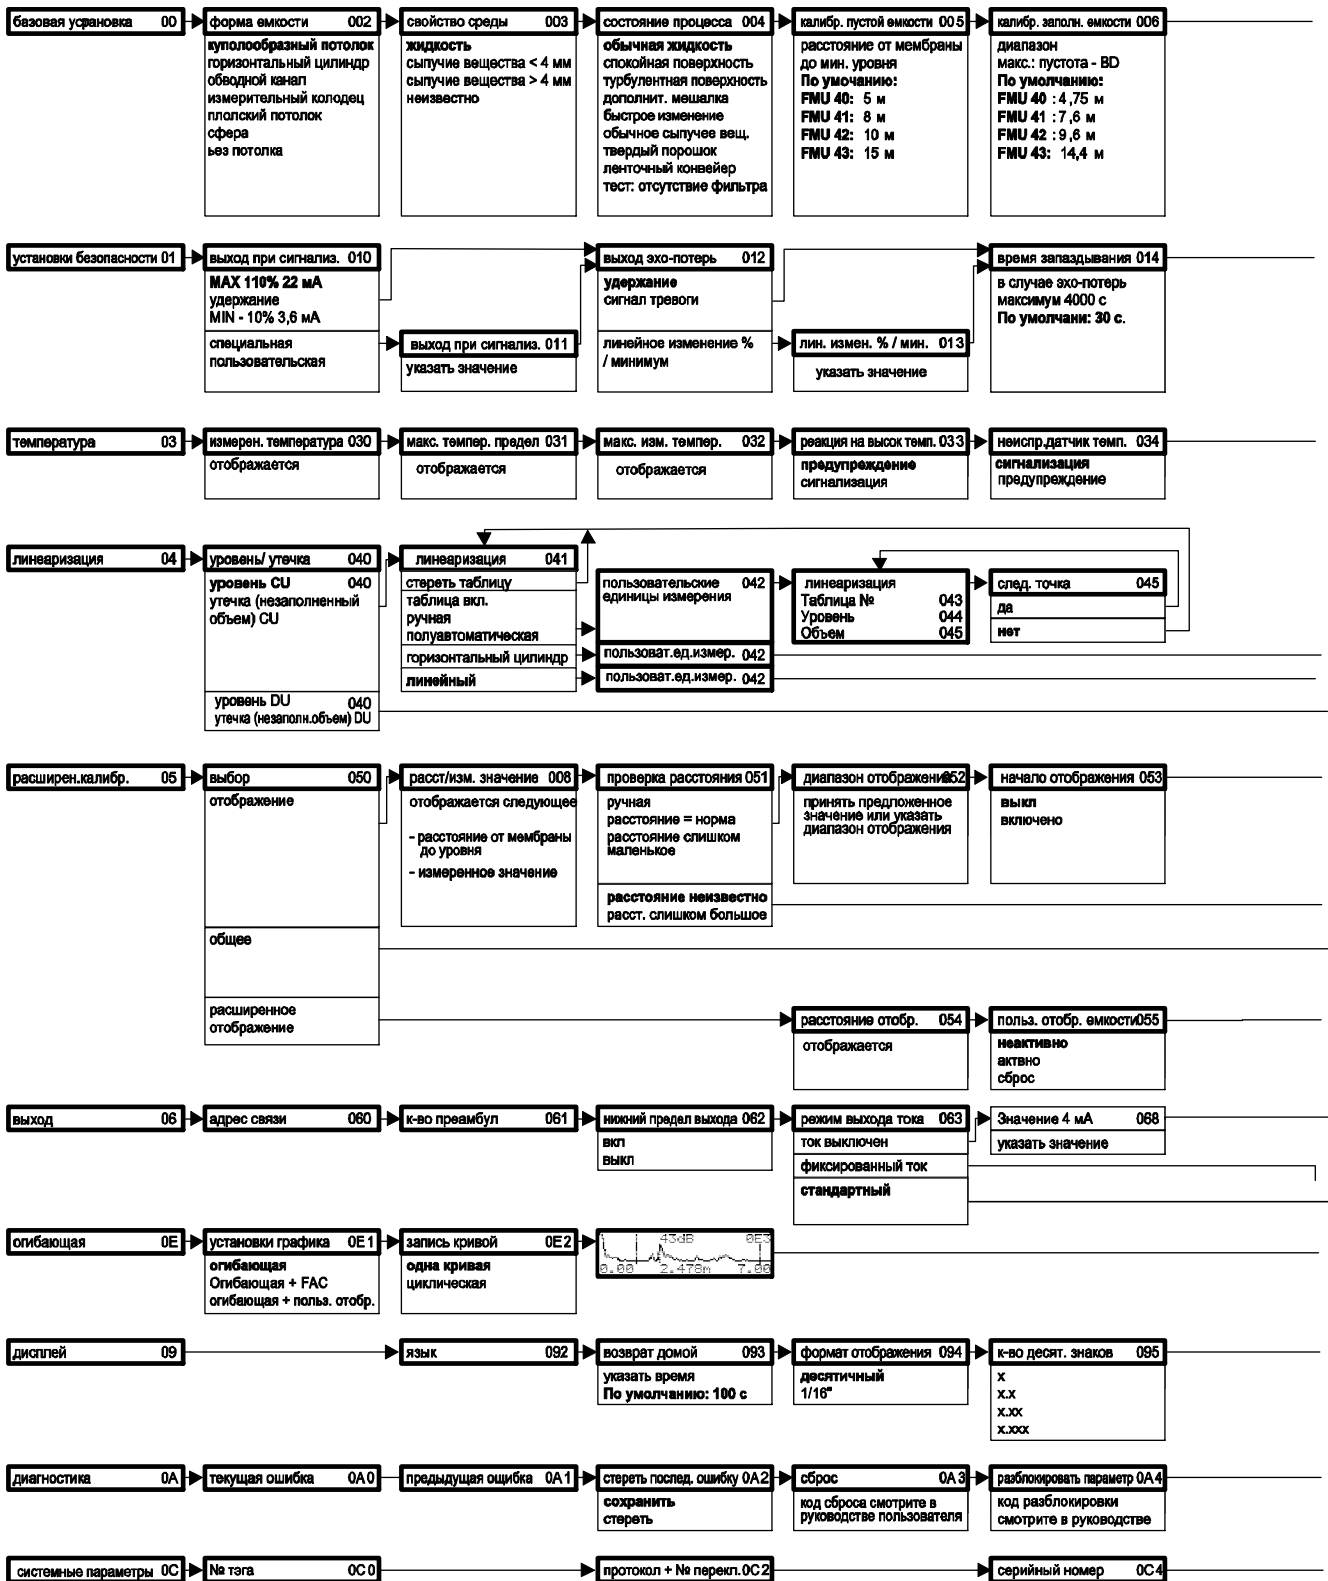 базовая установка 00
форма емкости 002
куполообразный потолок
горизонтальный цилиндр
обводной канал
измерительный колодец
плолский потолок
сфера
ьез потолка
свойство среды 003
жидкость
сыпучие вещества < 4 мм
сыпучие вещества > 4 мм
неизвестно
состояние процесса 004
обычная жидкость
спокойная поверхность
турбулентная поверхность
дополнит. мешалка
быстрое изменение
обычное сыпучее вещ.
твердый порошок
ленточный конвейер
тест: отсутствие фильтра
калибр. пустой емкости 005
расстояние от мембраны
до мин. уровня
По умочанию:
FMU 40: 5 м
FMU 41: 8 м
FMU 42: 10 м
FMU 43: 15 м
калибр. заполн. емкости 006
диапазон
макс.: пустота - BD
По умолчанию:
FMU 40 :4,75 м
FMU 41 :7,6 м
FMU 42 :9,6 м
FMU 43: 14,4 м
установки безопасности 01
выход при сигнализ. 010
MAX 110% 22 мА
удержание
MIN - 10% 3,6 мА
специальная
пользовательская
выход при сигнализ. 011
указать значение
выход эхо-потерь 012
удержание
сигнал тревоги
линейное изменение %
/ минимум
лин. измен. % / мин. 013
указать значение
время запаздывания 014
в случае эхо-потерь
максимум 4000 с
По умолчани: 30 с.
температура 03
измерен. температура 030
отображается
макс. темпер. предел 031
отображается
макс. изм. темпер. 032
отображается
реакция на высок темп. 033
предупреждение
сигнализация
неиспр.датчик темп. 034
сигнализация
предупреждение
линеаризация 04
уровень/ утечка 040
уровень CU 040
утечка (незаполненный
объем) CU
уровень DU 040
утечка (незаполн.объем) DU
линеаризация 041
стереть таблицу
таблица вкл.
ручная
полуавтоматическая
горизонтальный цилиндр
линейный
пользовательские 042
единицы измерения
пользоват.ед.измер. 042
пользоват.ед.измер. 042
линеаризация
Таблица № 043
Уровень 044
Объем 045
след. точка 045
да
нет
расширен.калибр. 05
выбор 050
отображение
общее
расширенное
отображение
расст/изм. значение 008
отображается следующее
- расстояние от мембраны
до уровня
- измеренное значение
проверка расстояния 051
ручная
расстояние = норма
расстояние слишком
маленькое
расстояние неизвестно
расст. слишком большое
диапазон отображения 052
принять предложенное
значение или указать
диапазон отображения
начало отображения 053
выкл
включено
расстояние отобр. 054
отображается
польз. отобр. емкости 055
неактивно
актвно
сброс
выход 06
адрес связи 060
к-во преамбул 061
нижний предел выхода 062
вкл
выкл
режим выхода тока 063
ток выключен
фиксированный ток
стандартный
Значение 4 мА 068
указать значение
огибающая 0E
установки графика 0E1
огибающая
Огибающая + FAC
огибающая + польз. отобр.
запись кривой 0E2
одна кривая
циклическая
43dB 0E3
0.00 2.478m 7.00
дисплей 09
язык 092
возврат домой 093
указать время
По умолчанию: 100 с
формат отображения 094
десятичный
1/16"
к-во десят. знаков 095
x
x.x
x.xx
x.xxx
диагностика 0A
текущая ошибка 0A0
предыдущая ощибка 0A1
стереть послед. ошибку 0A2
сохранить
стереть
сброс 0A3
код сброса смотрите в
руководстве пользователя
разблокировать параметр 0A4
код разблокировки
смотрите в руководстве
системные параметры 0C
№ тэга 0C0
протокол + № перекл. 0C2
серийный номер 0C4